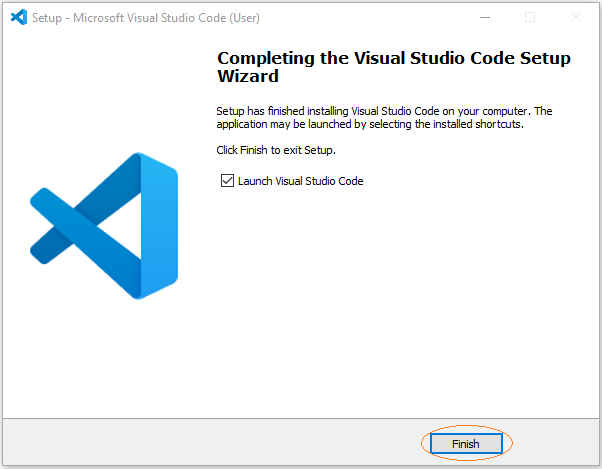 Setup - Microsoft Visual Studio Code (User)
Completing the Visual Studio Code Setup
Wizard
Setup has finished installing Visual Studio Code on your computer. The
application may be launched by selecting the installed shortcuts.
Click Finish to exit Setup.
Launch Visual Studio Code
Finish